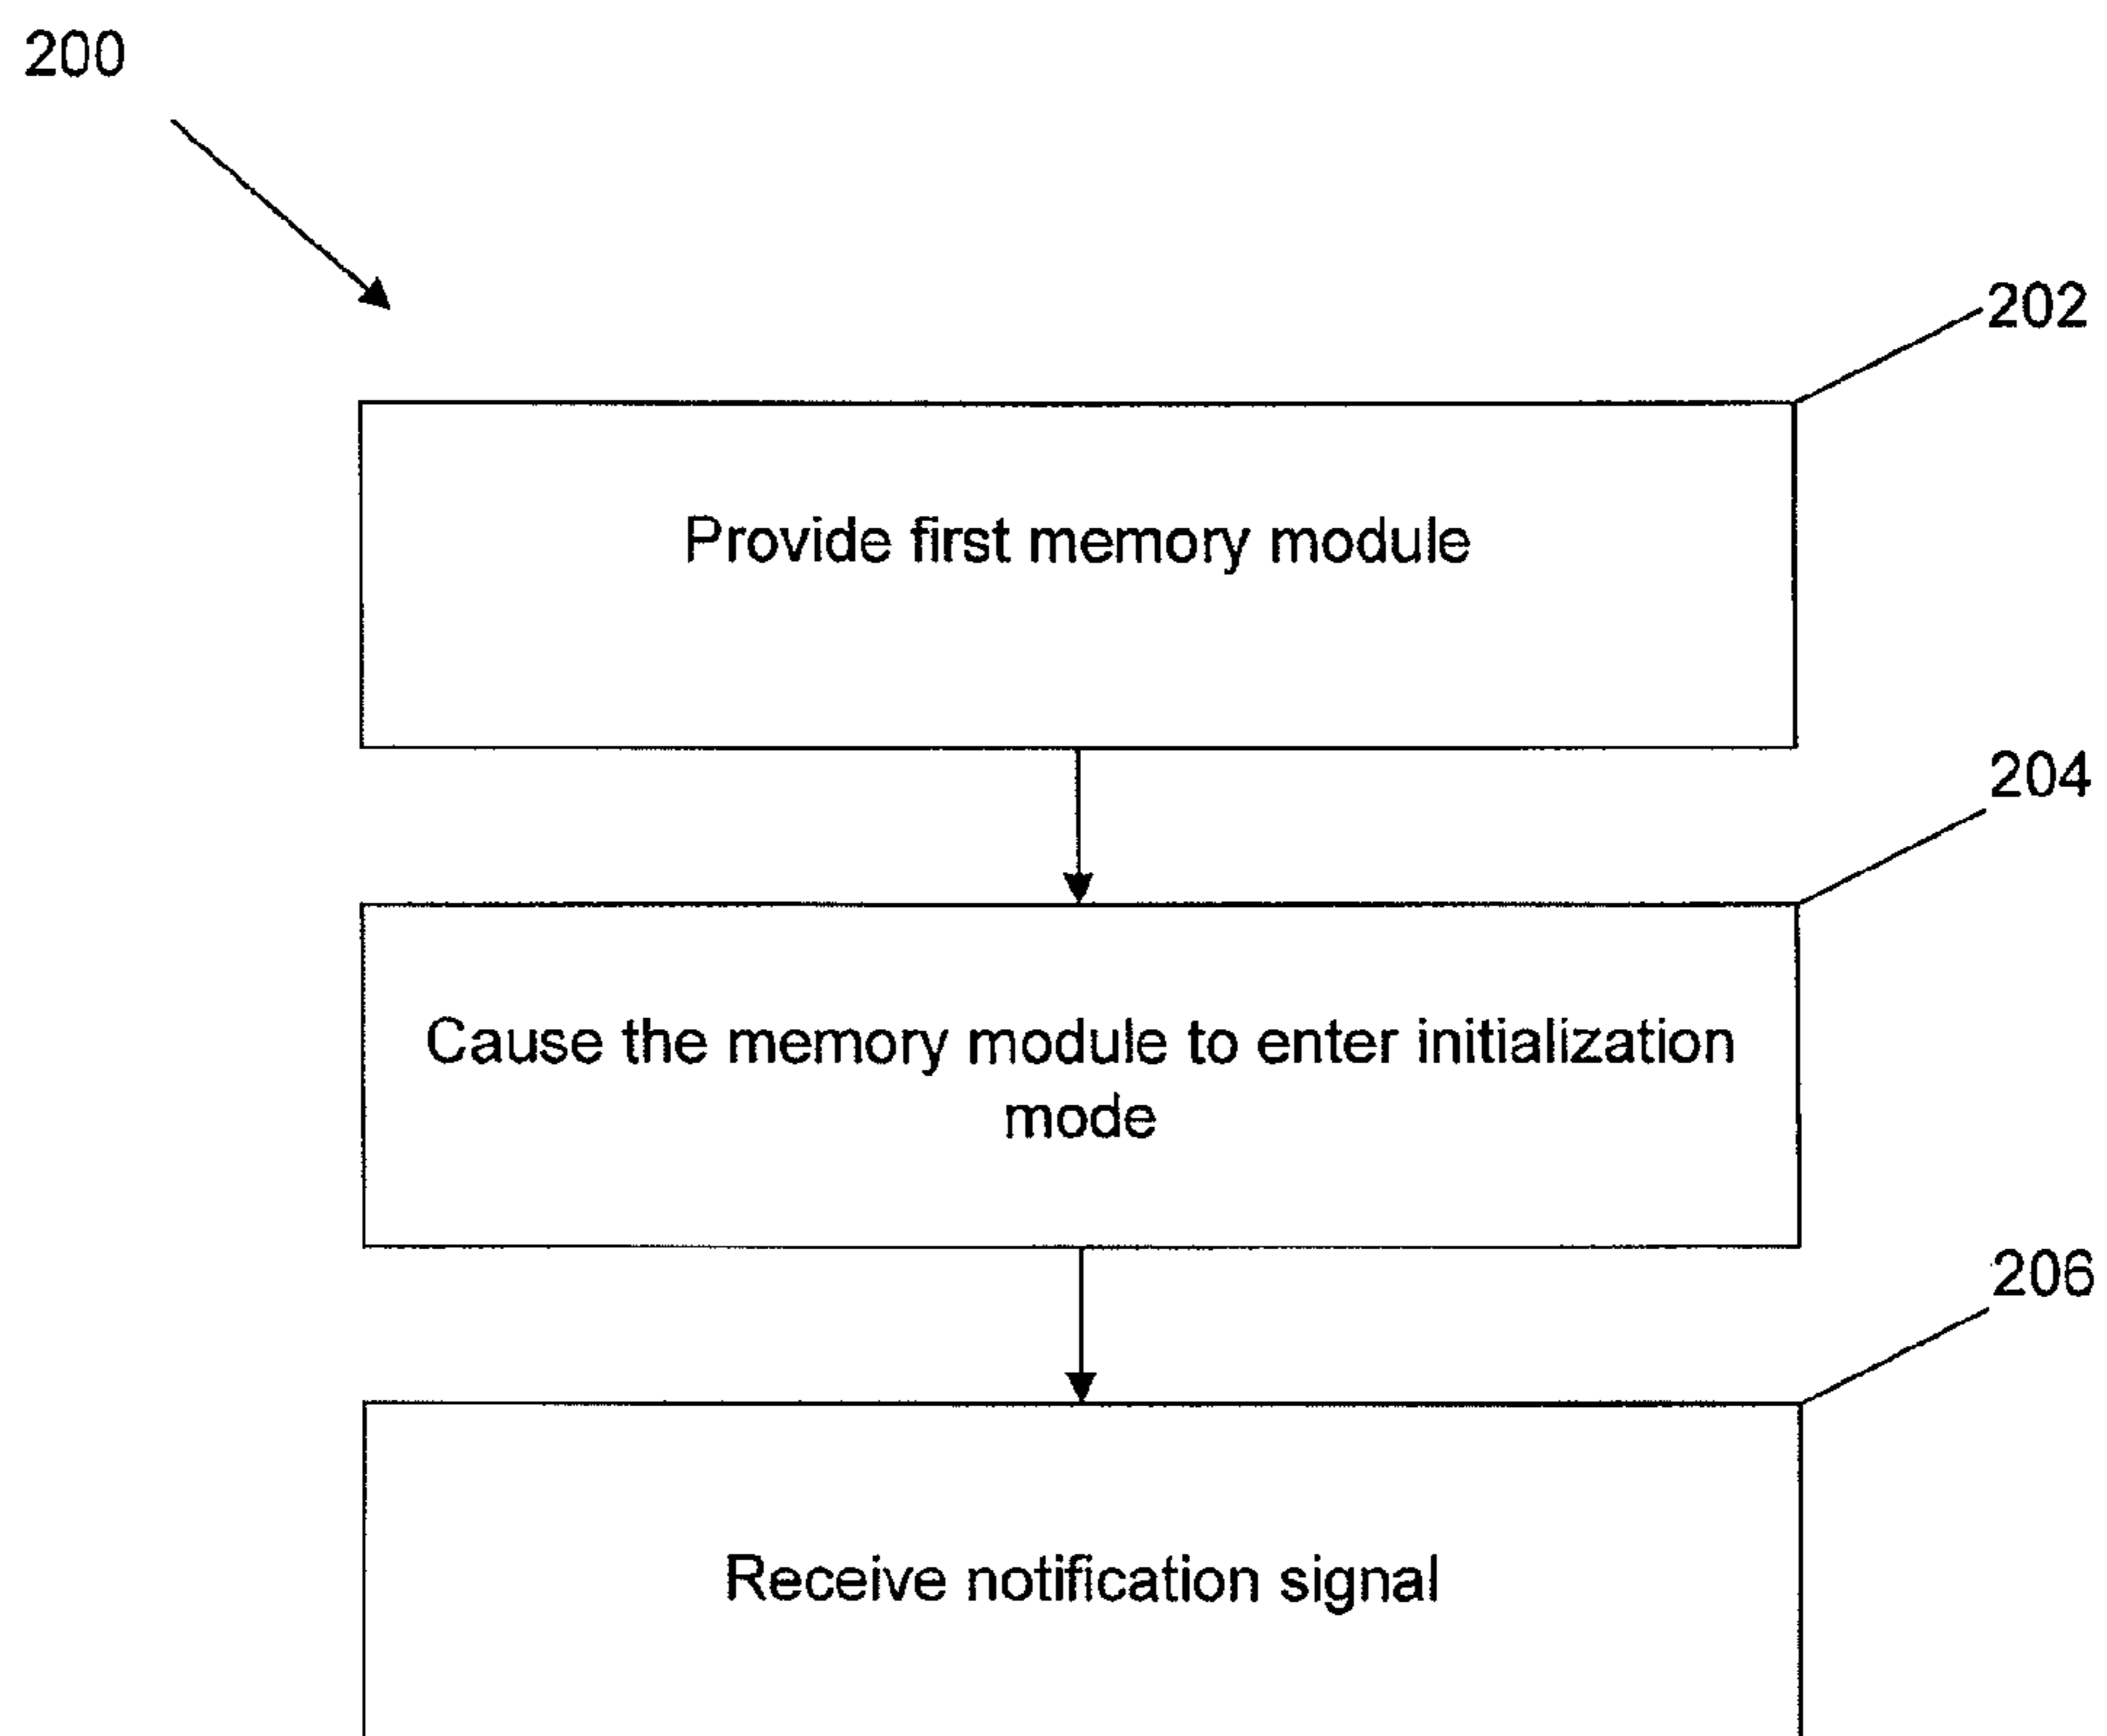 200
202
Provide first memory module
204
Cause the memory module to enter initialization
mode
206
Receive notification signal